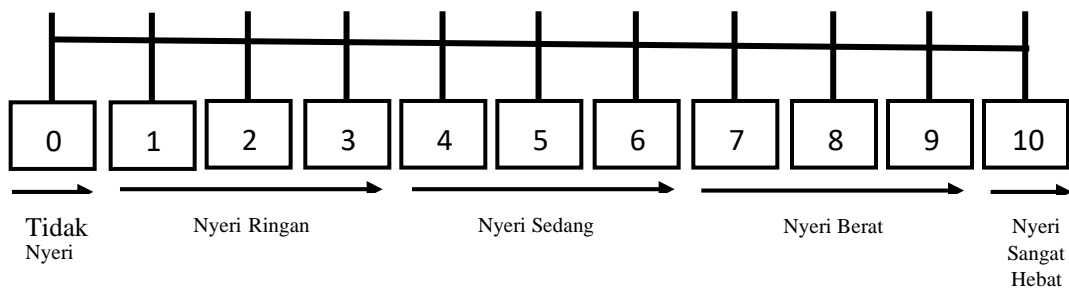 0 1 2 3 4 5 6 7 8 9 10
Tidak Nyeri Ringan Nyeri Sedang Nyeri Berat Nyeri
Nyeri Sangat
Hebat